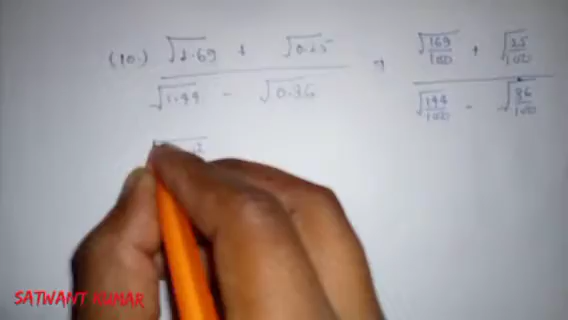 (10.) √1.69 + √0.25 / √1.44 - √0.36 ⇒ √169/100 + √25/100 / √144/100 - √36/100
2
SATWANT KUMAR